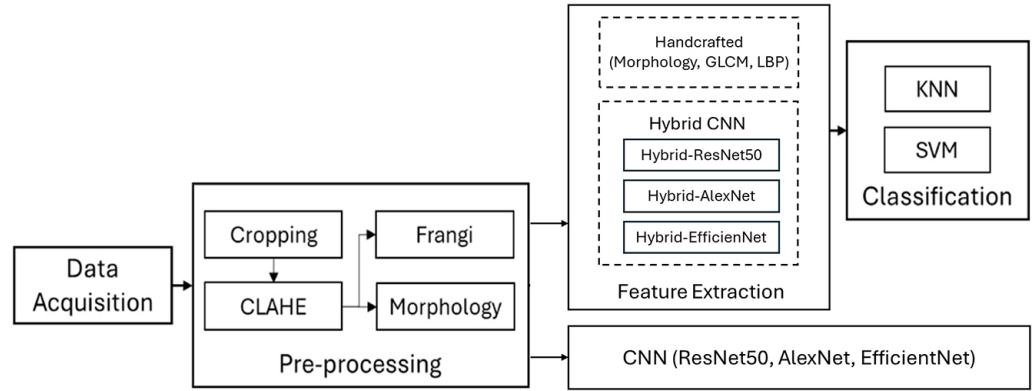 Data
Acquisition
Cropping
CLAHE
Frangi
Morphology
Pre-processing
Handcrafted
(Morphology, GLCM, LBP)
Hybrid CNN
Hybrid-ResNet50
Hybrid-AlexNet
Hybrid-EfficienNet
Feature Extraction
KNN
SVM
Classification
CNN (ResNet50, AlexNet, EfficientNet)